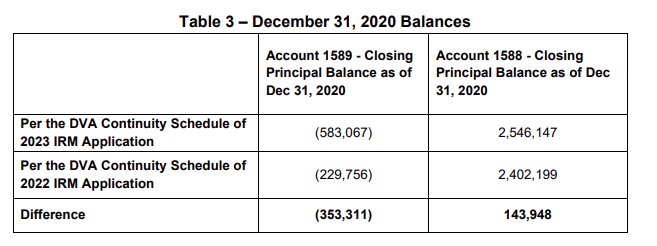 Table 3 – December 31, 2020 Balances
Account 1589 - Closing
Principal Balance as of
Dec 31, 2020
Account 1588 - Closing
Principal Balance as of Dec
31, 2020
Per the DVA Continuity Schedule of
2023 IRM Application
(583,067)
2,546,147
Per the DVA Continuity Schedule of
2022 IRM Application
(229,756)
2,402,199
Difference
(353,311)
143,948